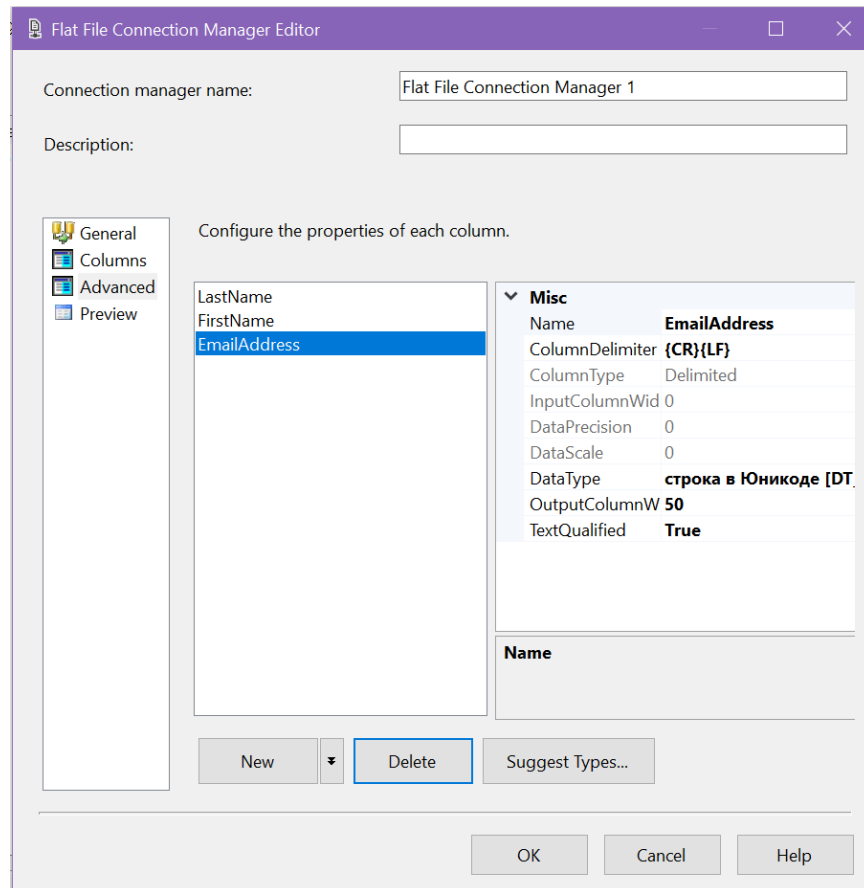 Flat File Connection Manager Editor
Connection manager name:
Flat File Connection Manager 1
Description:
General
Columns
Advanced
Preview
Configure the properties of each column.
LastName
FirstName
EmailAddress
Misc
Name EmailAddress
ColumnDelimiter {CR}{LF}
ColumnType Delimited
InputColumnWid 0
DataPrecision 0
DataScale 0
DataType строка в Юникоде [DT_
OutputColumnW 50
TextQualified True
Name
New
Delete
Suggest Types...
OK
Cancel
Help